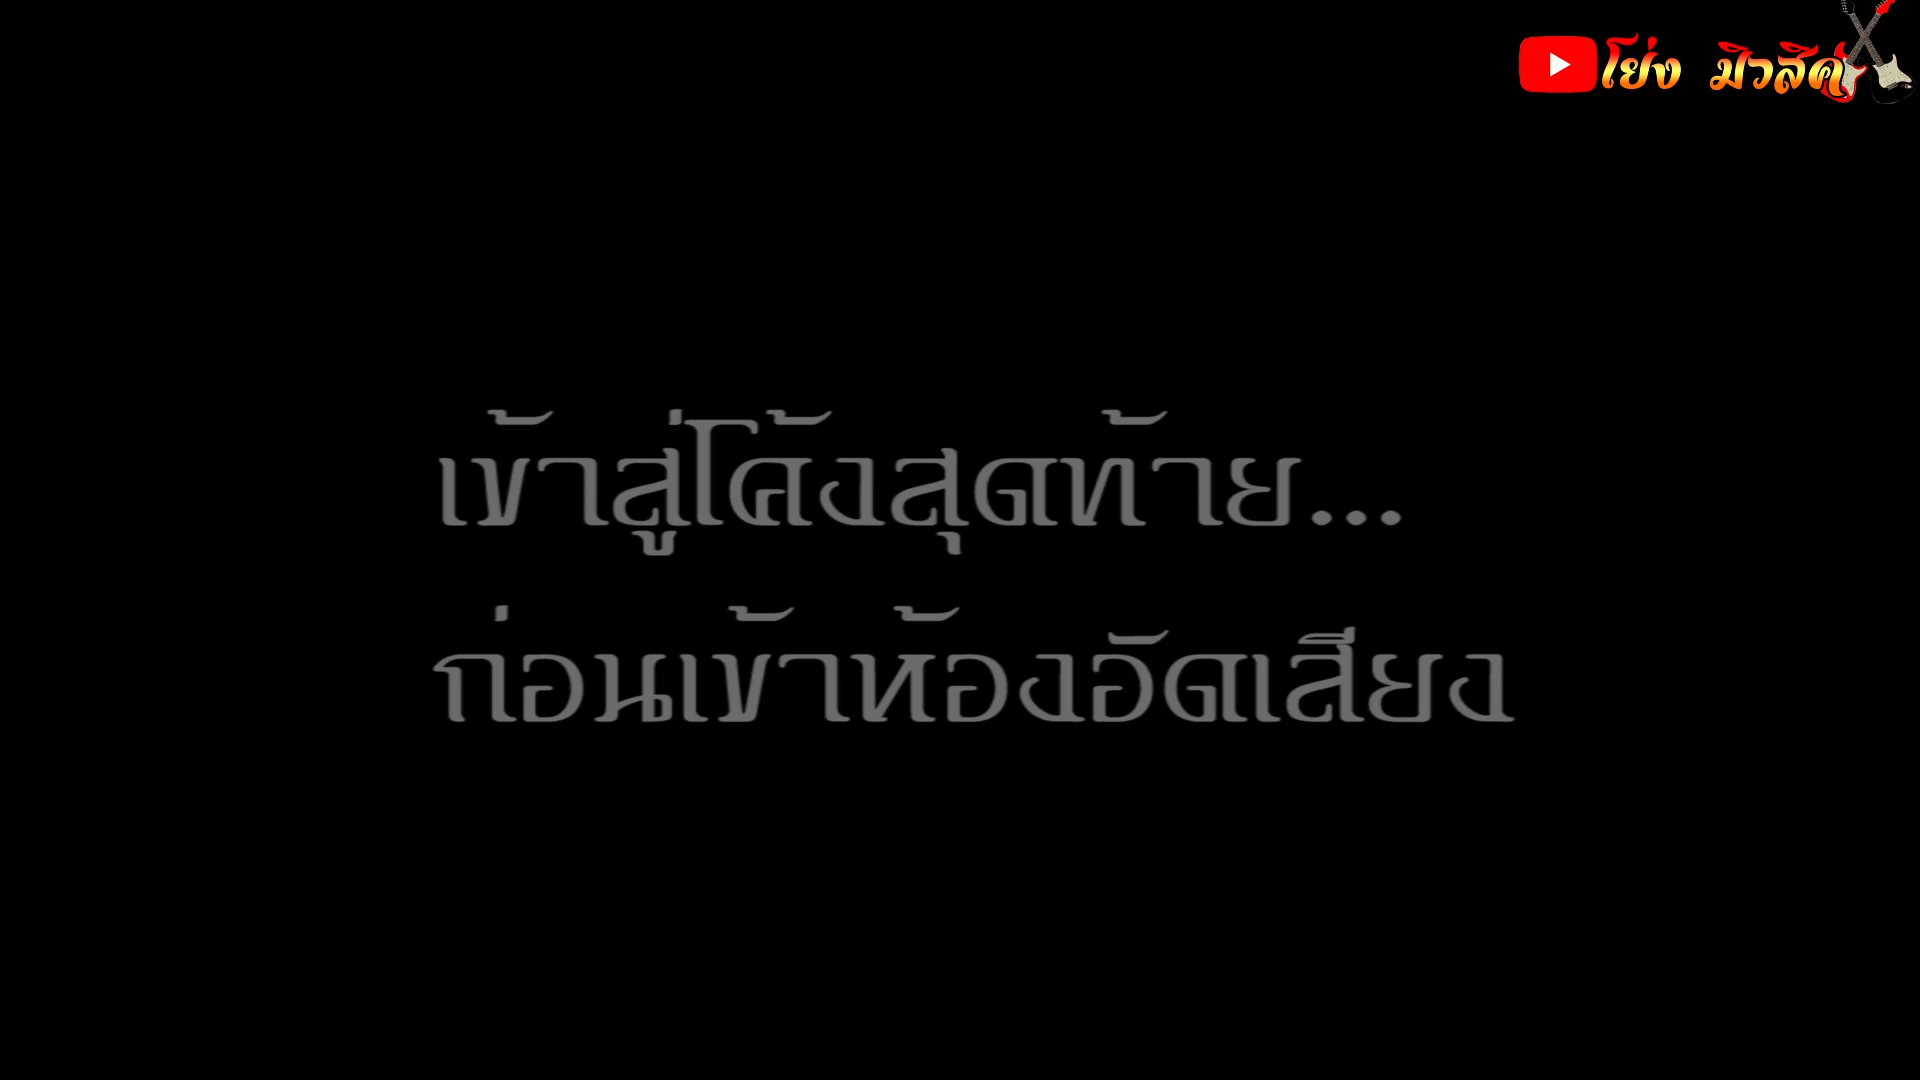 โย่ง มิวสิค
เข้าสู่โค้งสุดท้าย...
ก่อนเข้าห้องอัดเสียง